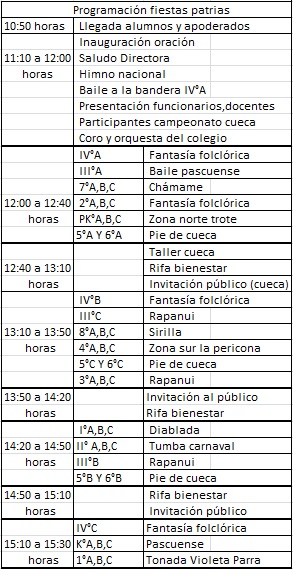 Programación fiestas patrias
10:50 horas Llegada alumnos y apoderados
Inauguración oración
11:10 a 12:00 Saludo Directora
horas Himno nacional
Baile a la bandera IV°A
Presentación funcionarios,docentes
Participantes campeonato cueca
Coro y orquesta del colegio
IV°A Fantasía folclórica
III°A Baile pascuense
7°A,B,C Chámame
12:00 a 12:40 2°A,B,C Fantasía folclórica
horas PK°A,B,C Zona norte trote
5°A Y 6°A Pie de cueca
Taller cueca
12:40 a 13:10 Rifa bienestar
horas Invitación público (cueca)
IV°B Fantasía folclórica
III°C Rapanui
13:10 a 13:50 8°A,B,C Sirilla
horas 4°A,B,C Zona sur la pericona
5°C Y 6°C Pie de cueca
3°A,B,C Rapanui
13:50 a 14:20 Invitación al público
horas Rifa bienestar
I°A,B,C Diablada
14:20 a 14:50 II° A,B,C Tumba carnaval
horas III°B Rapanui
5°B Y 6°B Pie de cueca
14:50 a 15:10 Rifa bienestar
horas Invitación público
IV°C Fantasía folclórica
15:10 a 15:30 K°A,B,C Pascuense
horas 1°A,B,C Tonada Violeta Parra